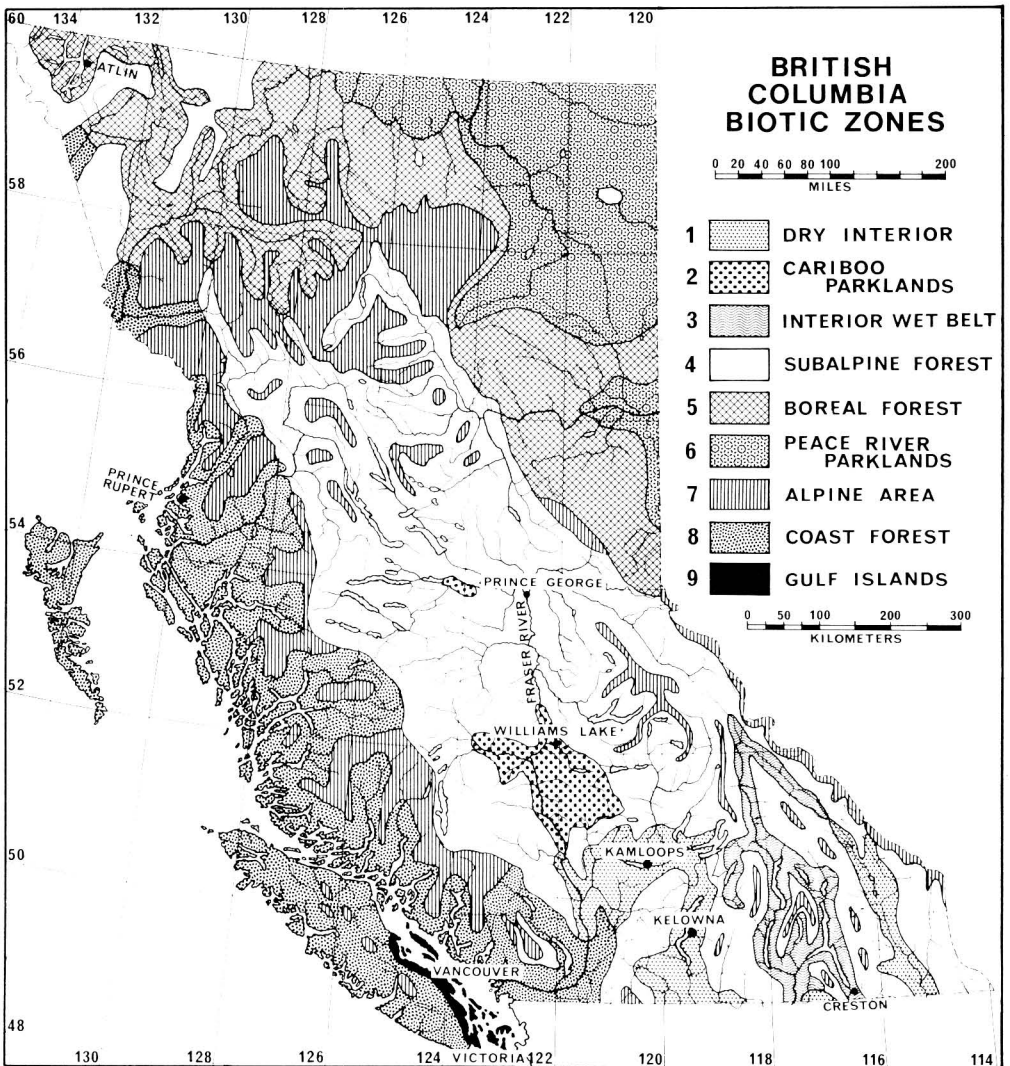 60 134 132 130 128 126 124 122 120
ATLIN
BRITISH
COLUMBIA
BIOTIC ZONES
0 20 40 60 80 100 200
MILES
58
1 DRY INTERIOR
2 CARIBOO
PARKLANDS
3 INTERIOR WET BELT
4 SUBALPINE FOREST
5 BOREAL FOREST
6 PEACE RIVER
PARKLANDS
7 ALPINE AREA
8 COAST FOREST
9 GULF ISLANDS
0 50 100 200 300
KILOMETERS
56
PRINCE
RUPERT
54
PRINCE GEORGE
FRASER RIVER
52
WILLIAMS LAKE
50
KAMLOOPS
KELOWNA
VANCOUVER
CRESTON
48
VICTORIA
130 128 126 124 122 120 118 116 114